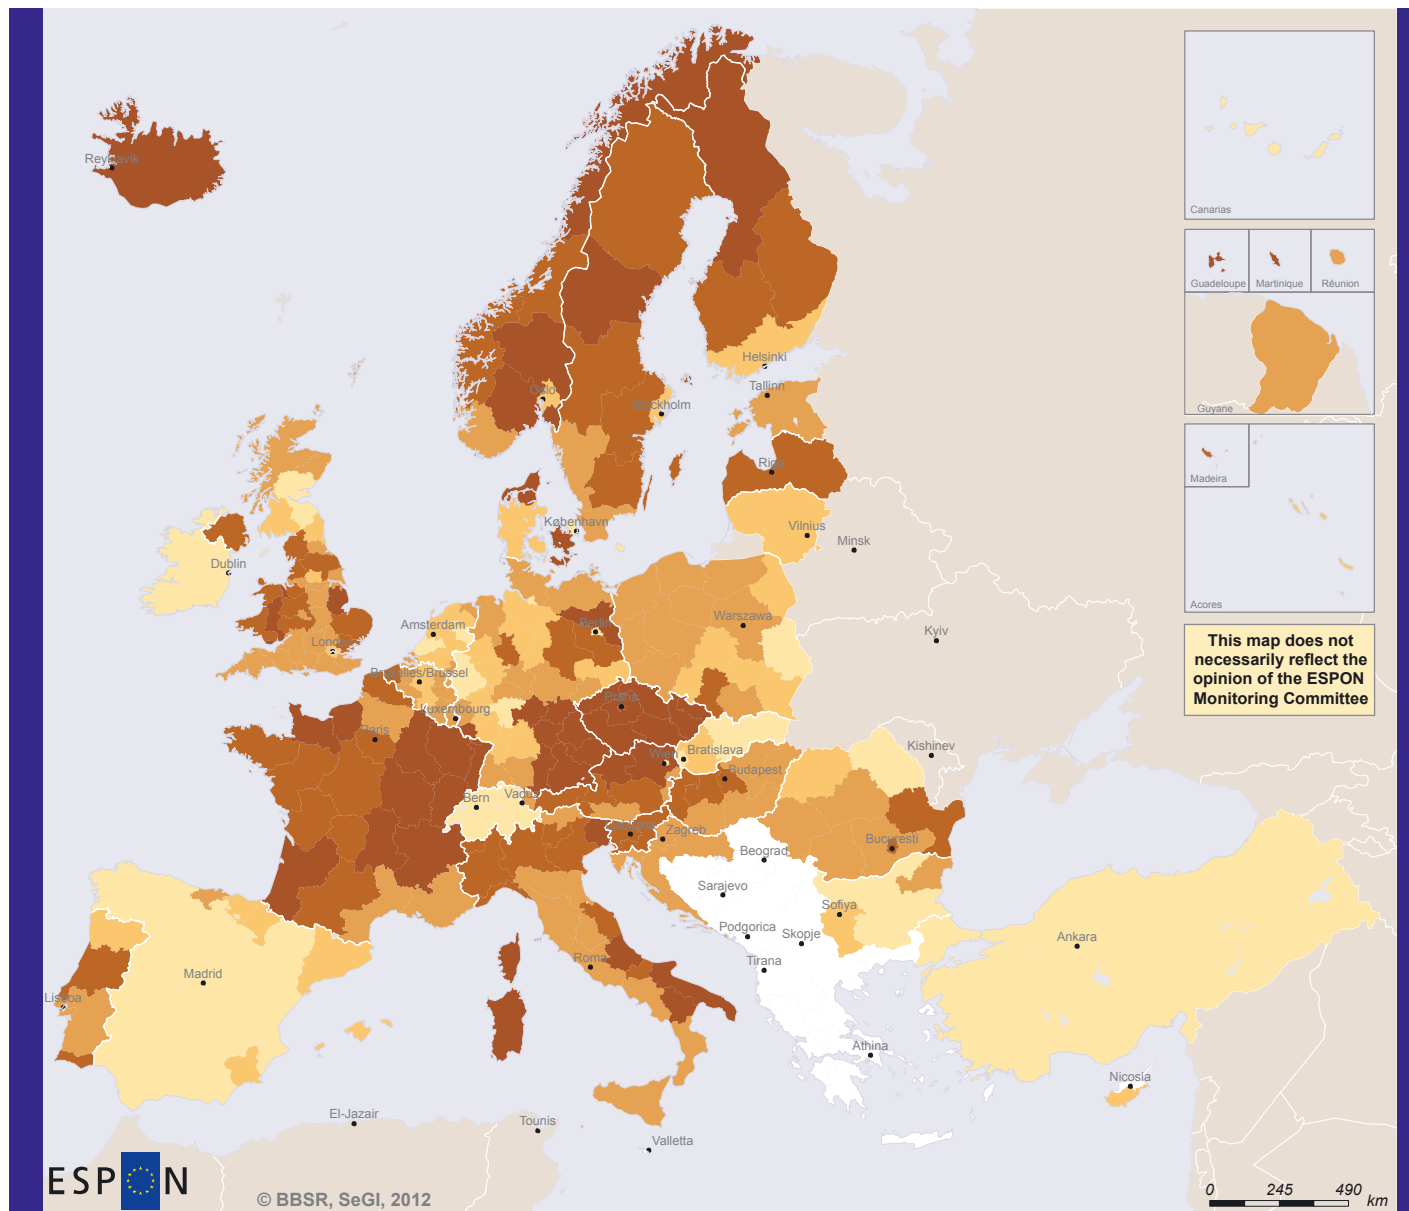 Reykjavik
Canarias
Guadeloupe
Martinique
Réunion
Guyane
Madeira
Acores
This map does not
necessarily reflect the
opinion of the ESPON
Monitoring Committee
Helsinki
Oslo
Stockholm
Tallinn
Riga
København
Vilnius
Minsk
Dublin
London
Amsterdam
Berlin
Warszawa
Kyiv
Bruxelles/Brussel
Luxembourg
Praha
Paris
Kishinev
Wien
Bratislava
Budapest
Bern
Vaduz
Ljubljana
Zagreb
Bucuresti
Beograd
Sarajevo
Sofiya
Podgorica
Skopje
Ankara
Madrid
Roma
Tirana
Lisboa
Athina
Nicosia
El-Jazair
Tounis
Valletta
ESPON
© BBSR, SeGI, 2012
0 245 490
km